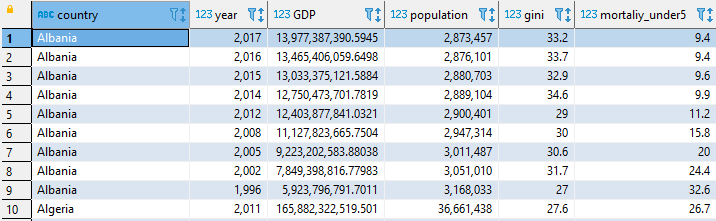 ABC country 123 year 123 GDP 123 population 123 gini 123 mortaliy_under5
1 Albania 2,017 13,977,387,390.5945 2,873,457 33.2 9.4
2 Albania 2,016 13,465,406,059.6498 2,876,101 33.7 9.4
3 Albania 2,015 13,033,375,121.5884 2,880,703 32.9 9.6
4 Albania 2,014 12,750,473,701.7819 2,889,104 34.6 9.9
5 Albania 2,012 12,403,877,841.0321 2,900,401 29 11.2
6 Albania 2,008 11,127,823,665.7504 2,947,314 30 15.8
7 Albania 2,005 9,223,202,583.88038 3,011,487 30.6 20
8 Albania 2,002 7,849,398,816.77983 3,051,010 31.7 24.4
9 Albania 1,996 5,923,796,791.7011 3,168,033 27 32.6
10 Algeria 2,011 165,882,322,519.501 36,661,438 27.6 26.7